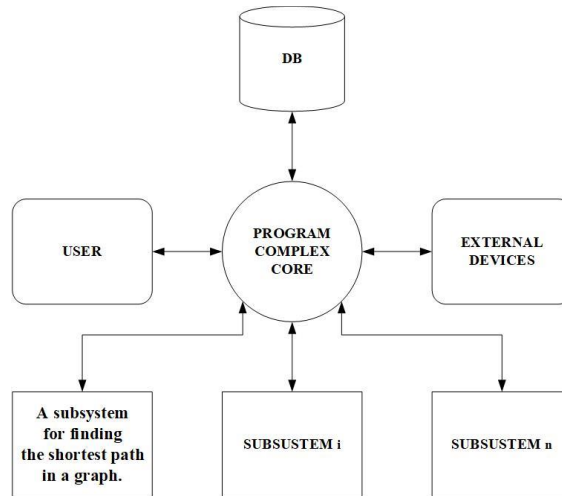 DB
USER
PROGRAM
COMPLEX
CORE
EXTERNAL
DEVICES
A subsystem
for finding
the shortest path
in a graph.
SUBSUSTEM i
SUBSUSTEM n